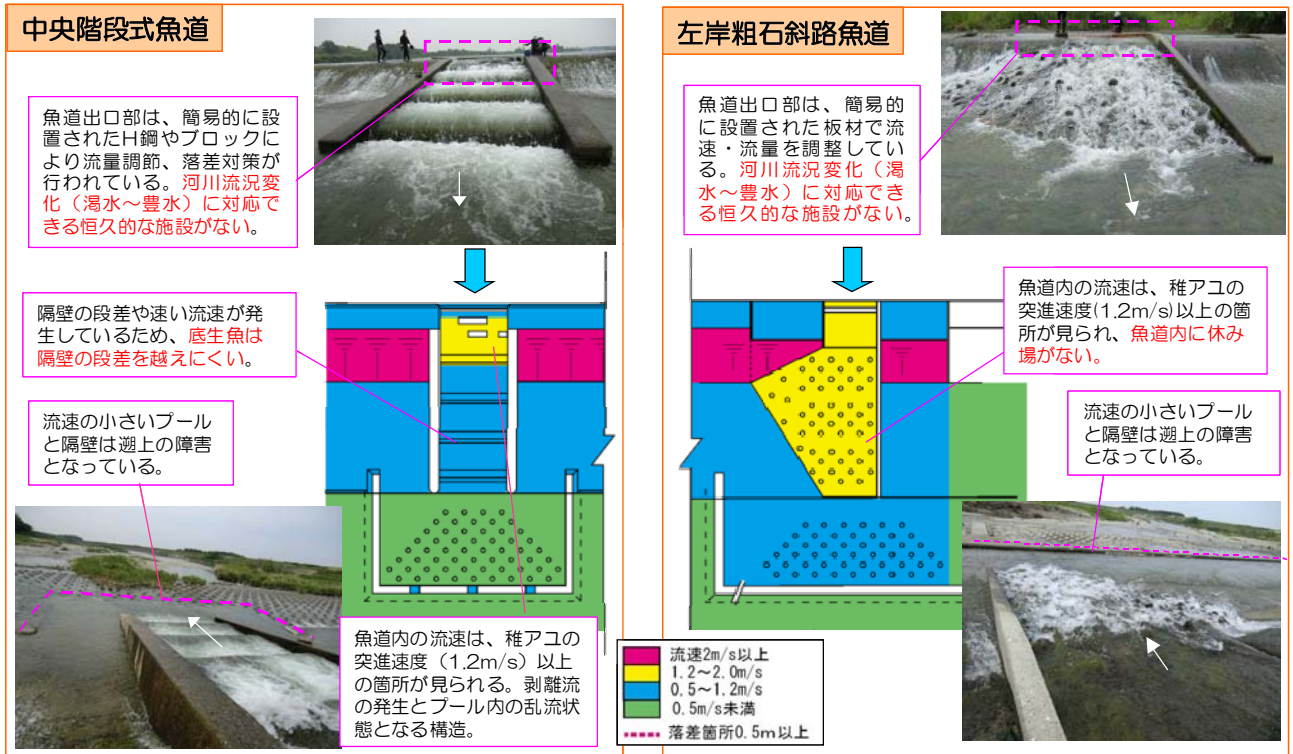 中央階段式魚道
魚道出口部は、簡易的に設
置されたH鋼やブロックに
より流量調節、落差対策が
行われている。河川流況変
化（渇水～豊水）に対応で
きる恒久的な施設がない。
隔壁の段差や速い流速が発
生しているため、底生魚は
隔壁の段差を越えにくい。
流速の小さいプール
と隔壁は遡上の障害
となっている。
魚道内の流速は、稚アユの
突進速度（1.2m/s）以上
の箇所が見られる。剥離流
の発生とプール内の乱流状
態となる構造。
左岸粗石斜路魚道
魚道出口部は、簡易的
に設置された板材で流
速・流量を調整してい
る。河川流況変化（渇
水～豊水）に対応でき
る恒久的な施設がない。
魚道内の流速は、稚アユの
突進速度(1.2m/s)以上の箇
所が見られ、魚道内に休み
場がない。
流速の小さいプール
と隔壁は遡上の障害
となっている。
流速2m/s以上
1.2～2.0m/s
0.5～1.2m/s
0.5m/s未満
落差箇所0.5m以上